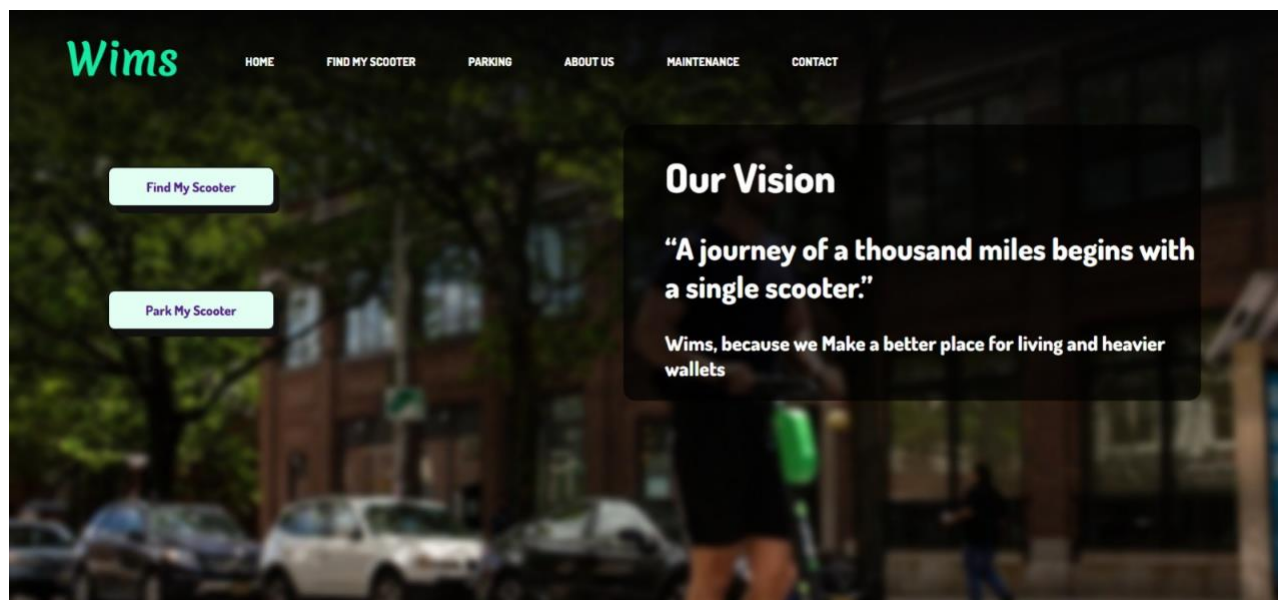 Wims
HOME FIND MY SCOOTER PARKING ABOUT US MAINTENANCE CONTACT
Find My Scooter
Park My Scooter
Our Vision
“A journey of a thousand miles begins with
a single scooter.”
Wims, because we Make a better place for living and heavier
wallets